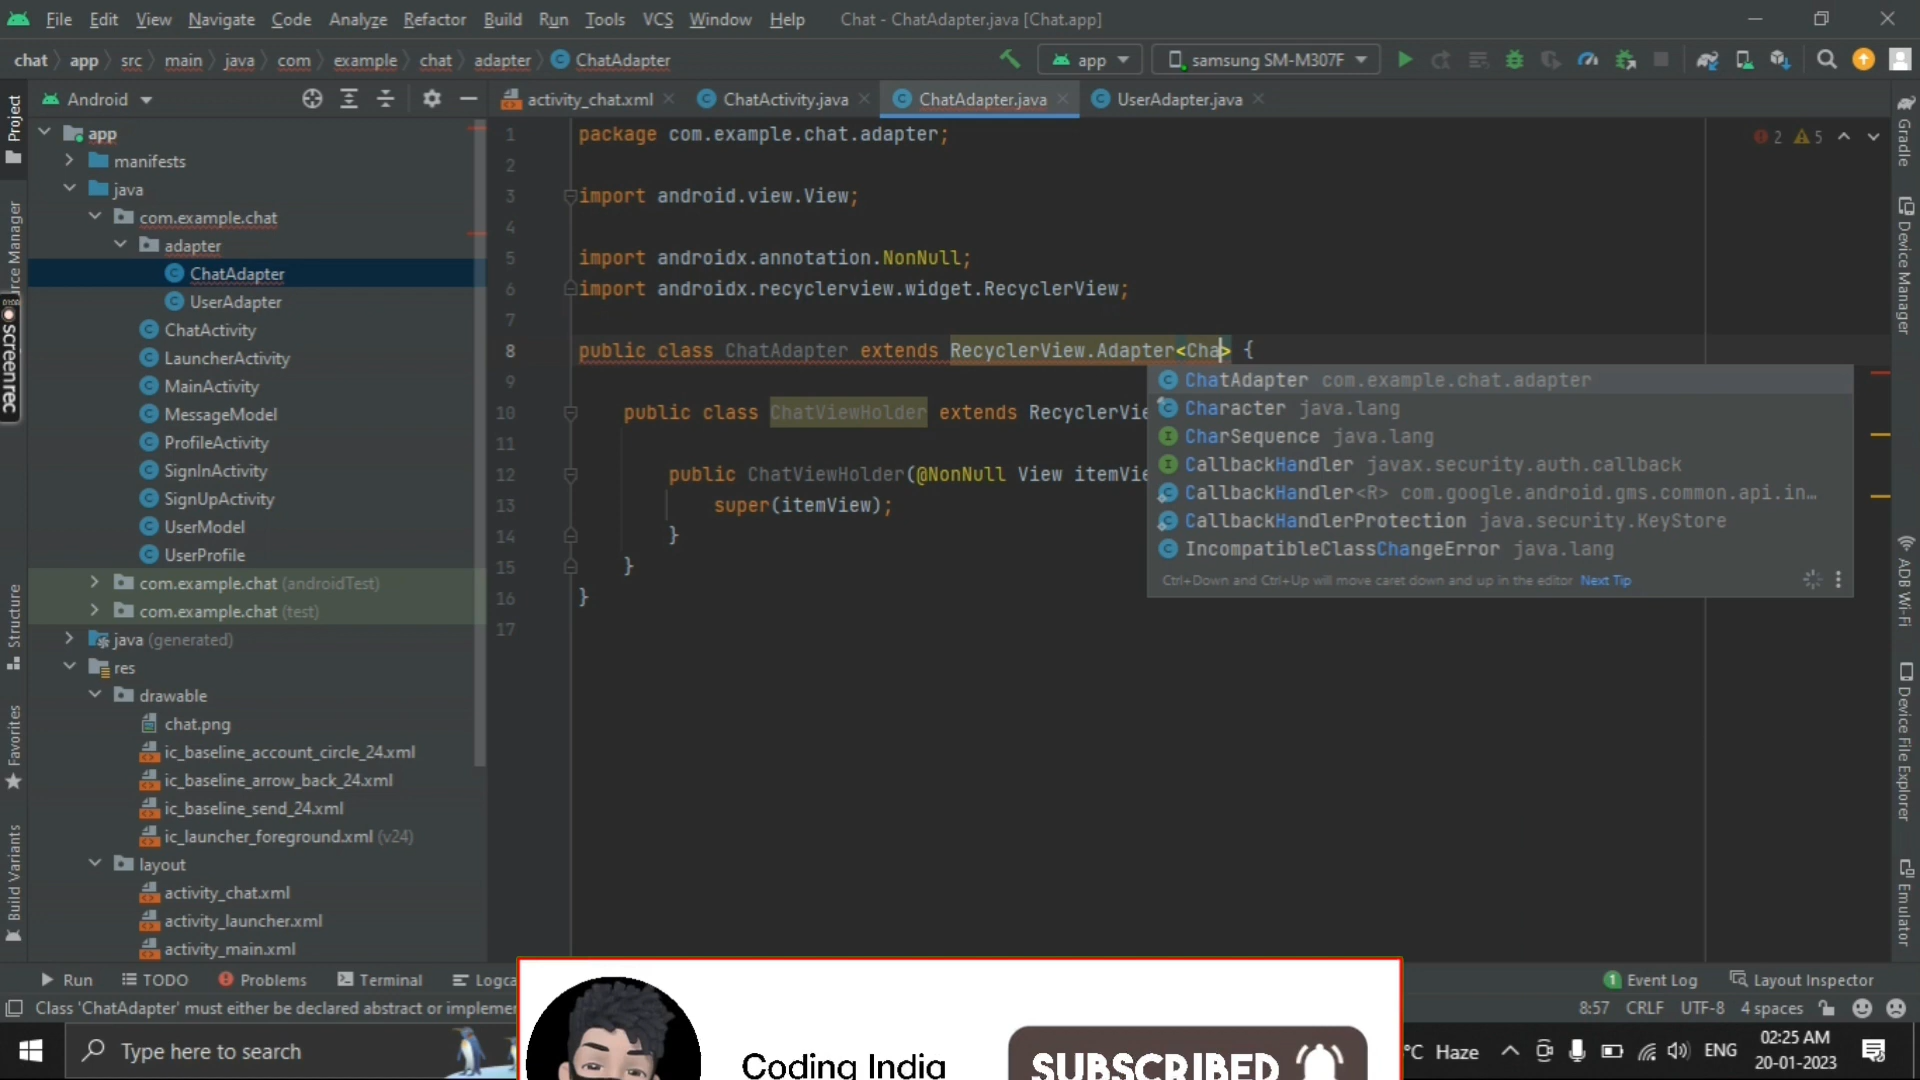 File Edit View Navigate Code Analyze Refactor Build Run Tools VCS Window Help Chat - ChatAdapter.java [Chat.app]
chat app src main java com example chat adapter ChatAdapter app samsung SM-M307F
Android activity_chat.xml ChatActivity.java ChatAdapter.java UserAdapter.java
Project
Source Manager
screenrec
Structure
Favorites
Build Variants
app
manifests
java
com.example.chat
adapter
ChatAdapter
UserAdapter
ChatActivity
LauncherActivity
MainActivity
MessageModel
ProfileActivity
SignInActivity
SignUpActivity
UserModel
UserProfile
com.example.chat (androidTest)
com.example.chat (test)
java (generated)
res
drawable
chat.png
ic_baseline_account_circle_24.xml
ic_baseline_arrow_back_24.xml
ic_baseline_send_24.xml
ic_launcher_foreground.xml (v24)
layout
activity_chat.xml
activity_launcher.xml
activity_main.xml
1 package com.example.chat.adapter;
2
3 import android.view.View;
4
5 import androidx.annotation.NonNull;
6 import androidx.recyclerview.widget.RecyclerView;
7
8 public class ChatAdapter extends RecyclerView.Adapter<Cha> {
9
10 public class ChatViewHolder extends RecyclerVie
11
12 public ChatViewHolder(@NonNull View itemVie
13 super(itemView);
14 }
15 }
16 }
17
2 5
ChatAdapter com.example.chat.adapter
Character java.lang
CharSequence java.lang
CallbackHandler javax.security.auth.callback
CallbackHandler<R> com.google.android.gms.common.api.in...
CallbackHandlerProtection java.security.KeyStore
IncompatibleClassChangeError java.lang
Ctrl+Down and Ctrl+Up will move caret down and up in the editor Next Tip
Gradle
Device Manager
ADB Wi-Fi
Device File Explorer
Emulator
Run TODO Problems Terminal Logca
1 Event Log Layout Inspector
Class 'ChatAdapter' must either be declared abstract or implemen
8:57 CRLF UTF-8 4 spaces
Type here to search
Coding India
SUBSCRIBED
°C Haze ENG
02:25 AM
20-01-2023